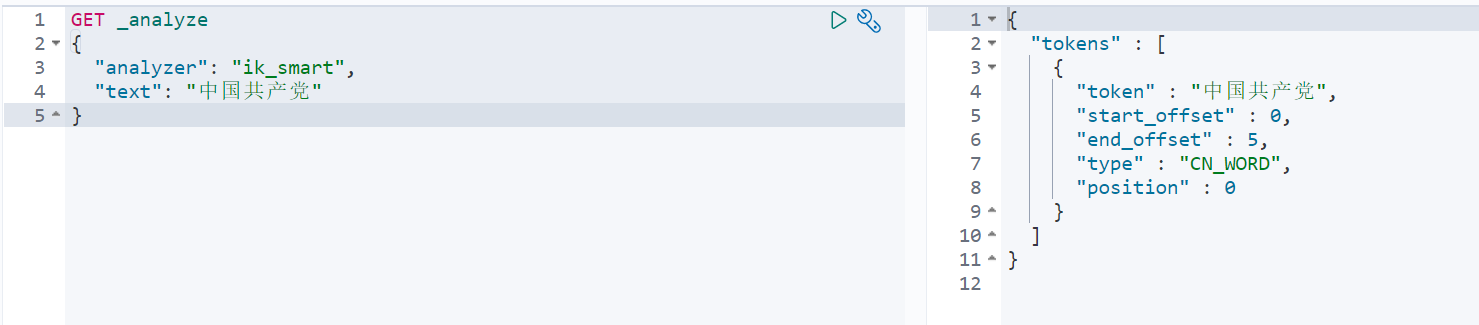 1 GET _analyze
2 {
3 "analyzer": "ik_smart",
4 "text": "中国共产党"
5 }
1 {
2 "tokens" : [
3 {
4 "token" : "中国共产党",
5 "start_offset" : 0,
6 "end_offset" : 5,
7 "type" : "CN_WORD",
8 "position" : 0
9 }
10 ]
11 }
12